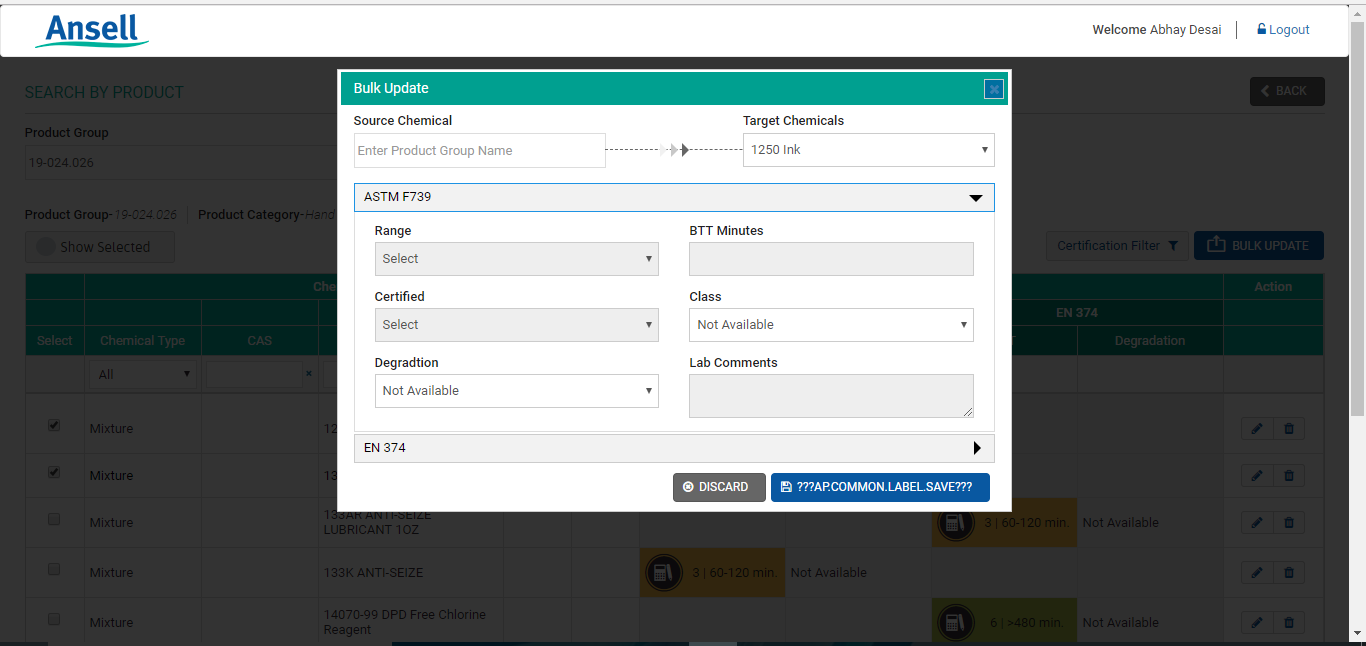 Ansell
Welcome Abhay Desai
Logout
SEARCH BY PRODUCT
BACK
Product Group
19-024.026
Product Group- 19-024.026 Product Category-Hand
Show Selected
Certification Filter
BULK UPDATE
Bulk Update
Source Chemical
Target Chemicals
Enter Product Group Name
1250 Ink
ASTM F739
Range
BTT Minutes
Select
Certified
Class
Select
Not Available
Degradtion
Lab Comments
Not Available
EN 374
DISCARD
???AP.COMMON.LABEL.SAVE???
Che
Action
EN 374
Select
Chemical Type
CAS
T
Degradation
All
×
Mixture
12
Mixture
13
Mixture
133AR ANTI-SEIZE
LUBRICANT 1OZ
3 | 60-120 min.
Not Available
Mixture
133K ANTI-SEIZE
3 | 60-120 min.
Not Available
Mixture
14070-99 DPD Free Chlorine
Reagent
6 | >480 min.
Not Available